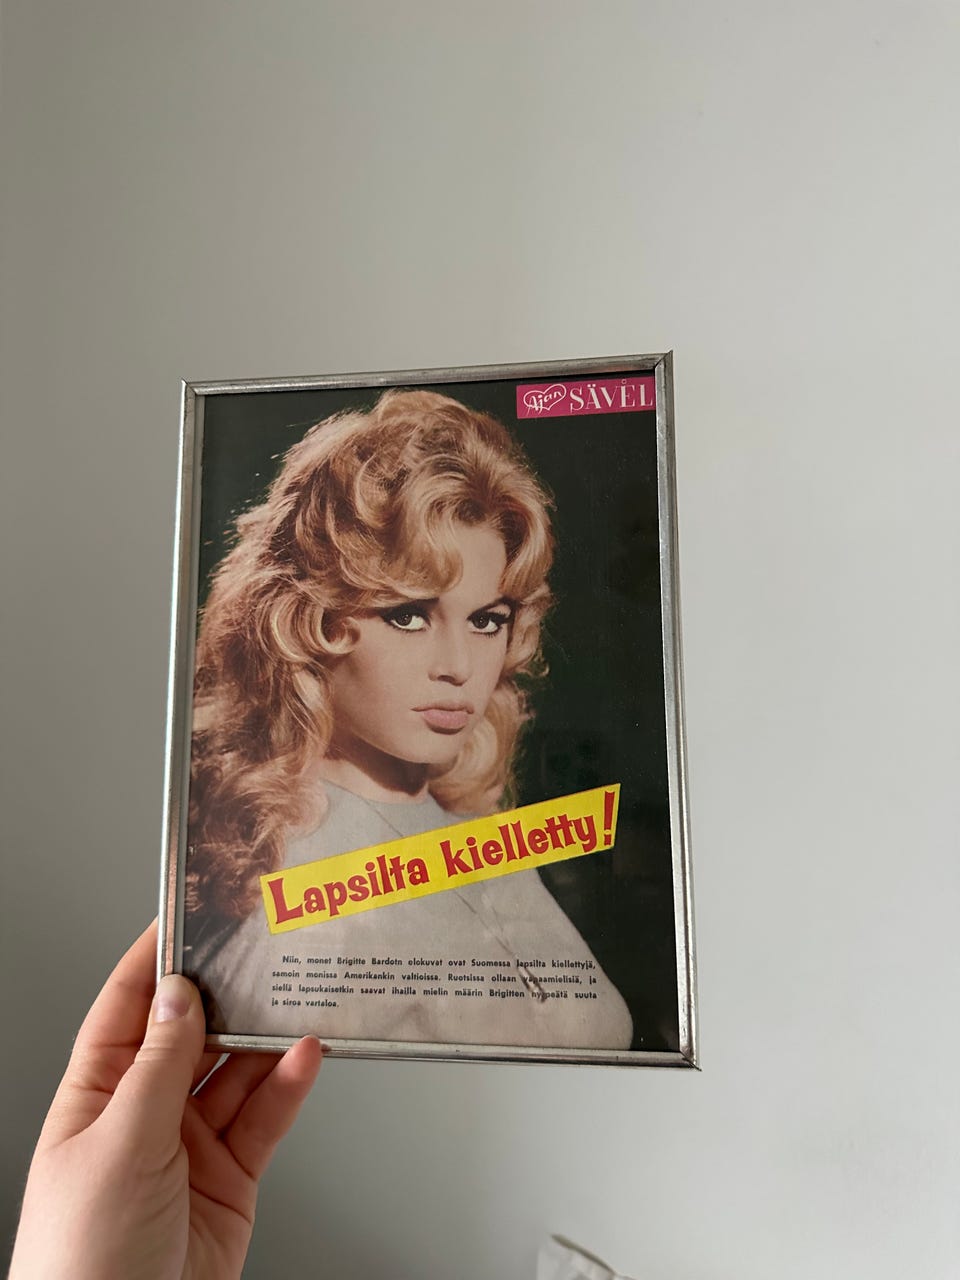 Ajan SÄVEL
Lapsilta kielletty!
Niin, monet Brigitte Bardotn elokuvat ovat Suomessa lapsilta kiellettyjä,
samoin monissa Amerikankin valtioissa. Ruotsissa ollaan vapaamielisiä, ja
siellä lapsukaisetkin saavat ihailla mielin määrin Brigitten nyrpeätä suuta
ja siroa vartaloa.